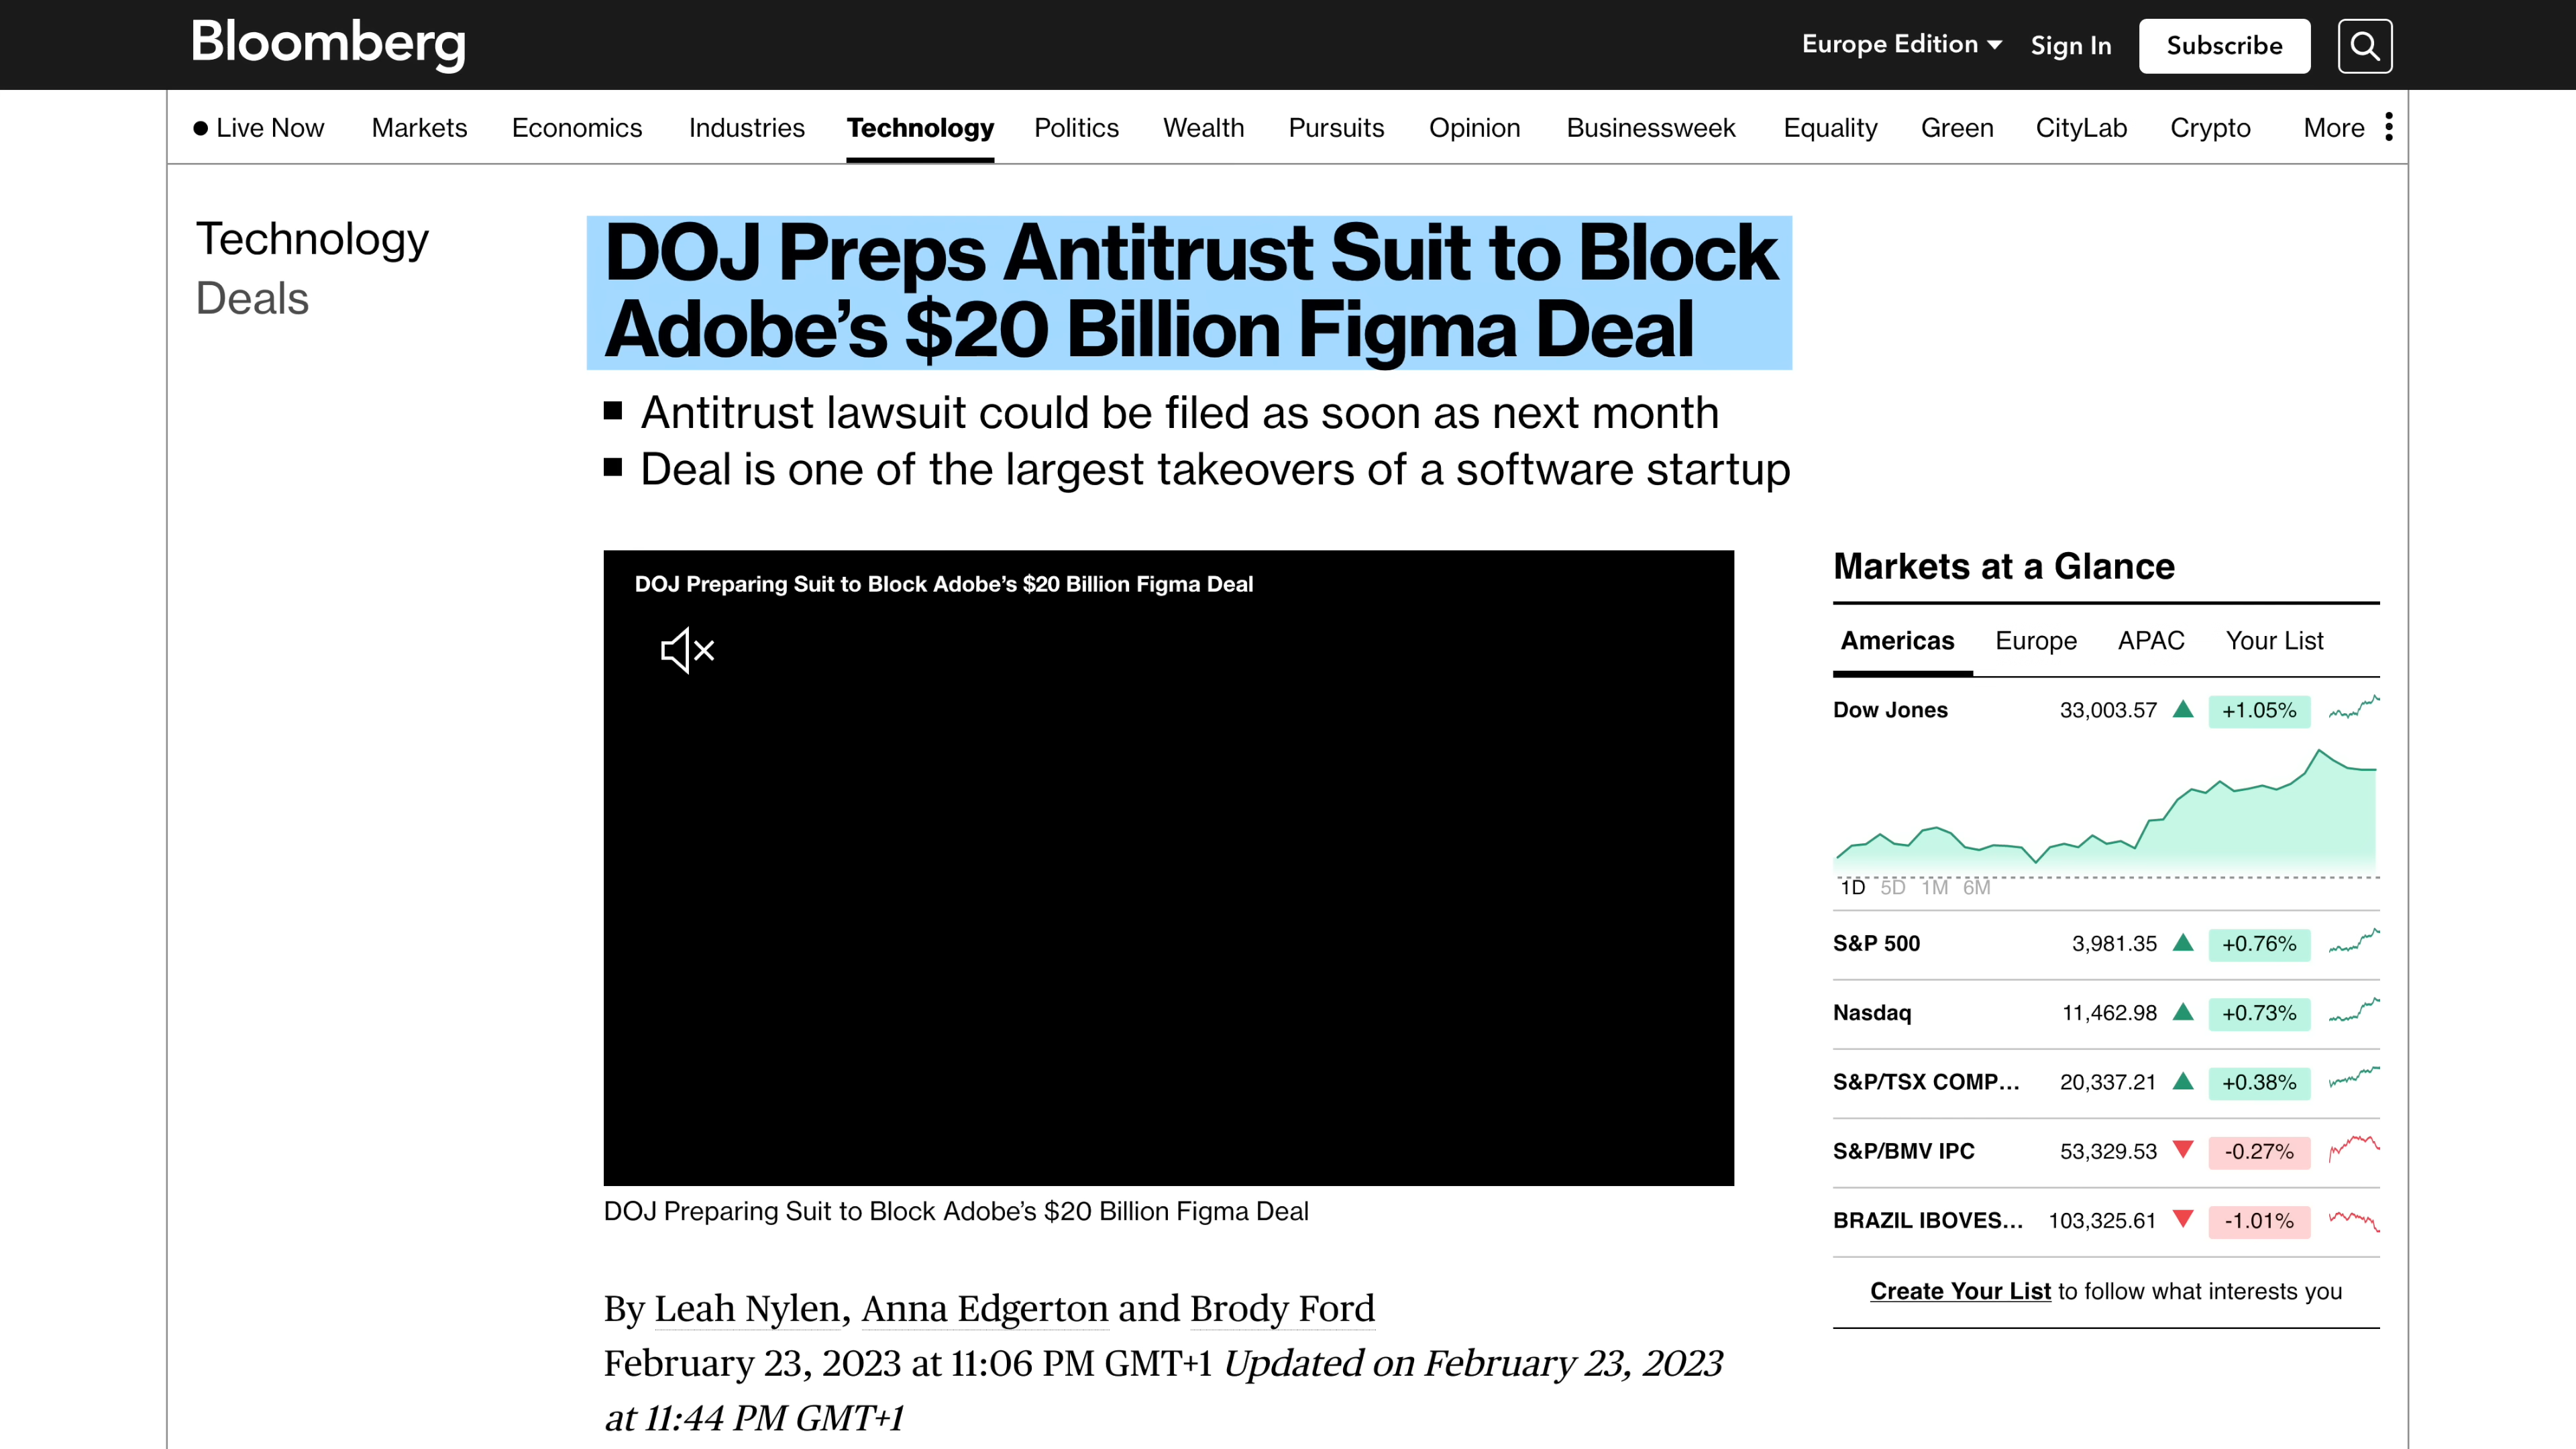 Bloomberg
Europe Edition
Sign In
Subscribe
Live Now
Markets
Economics
Industries
Technology
Politics
Wealth
Pursuits
Opinion
Businessweek
Equality
Green
CityLab
Crypto
More
Technology
Deals
DOJ Preps Antitrust Suit to Block
Adobe’s $20 Billion Figma Deal
Antitrust lawsuit could be filed as soon as next month
Deal is one of the largest takeovers of a software startup
DOJ Preparing Suit to Block Adobe’s $20 Billion Figma Deal
DOJ Preparing Suit to Block Adobe’s $20 Billion Figma Deal
By Leah Nylen, Anna Edgerton and Brody Ford
February 23, 2023 at 11:06 PM GMT+1 Updated on February 23, 2023
at 11:44 PM GMT+1
Markets at a Glance
Americas Europe APAC Your List
Dow Jones 33,003.57 +1.05%
1D 5D 1M 6M
S&P 500 3,981.35 +0.76%
Nasdaq 11,462.98 +0.73%
S&P/TSX COMP... 20,337.21 +0.38%
S&P/BMV IPC 53,329.53 -0.27%
BRAZIL IBOVES... 103,325.61 -1.01%
Create Your List to follow what interests you